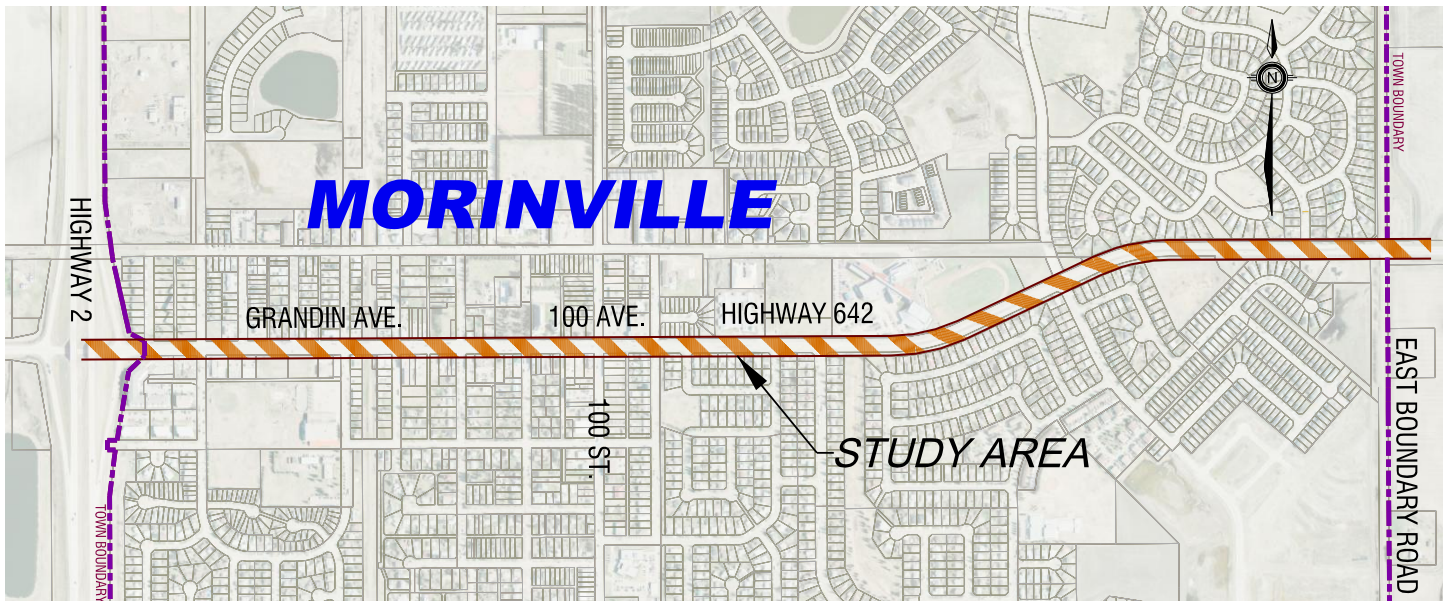 TOWN BOUNDARY
N
MORINVILLE
HIGHWAY 2
GRANDIN AVE.
100 AVE.
HIGHWAY 642
EAST BOUNDARY ROAD
100 ST.
STUDY AREA
TOWN BOUNDARY